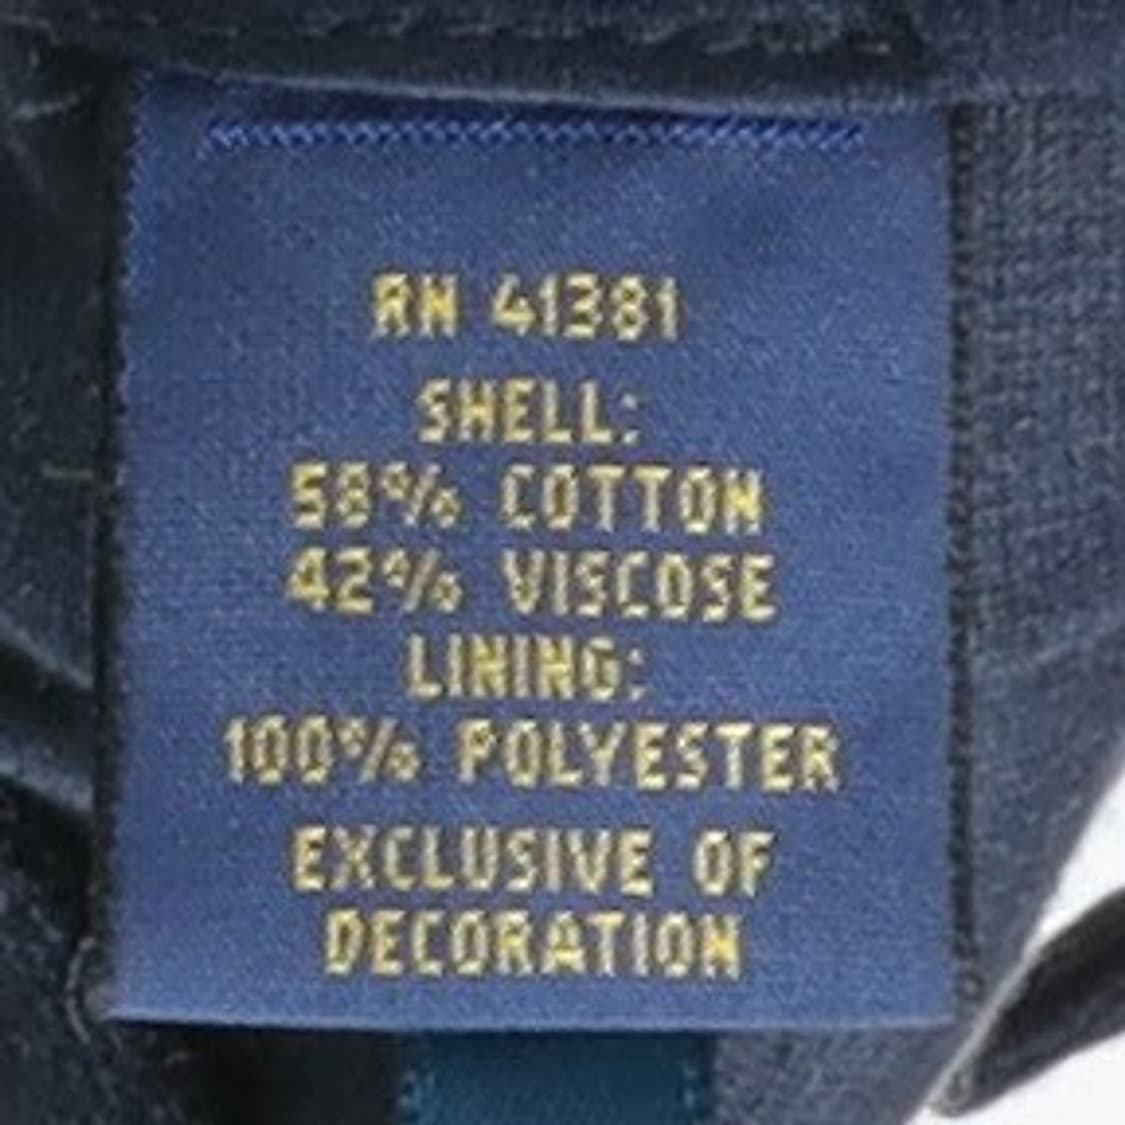 RN 41381
SHELL:
58% COTTON
42% VISCOSE
LINING:
100% POLYESTER
EXCLUSIVE OF
DECORATION